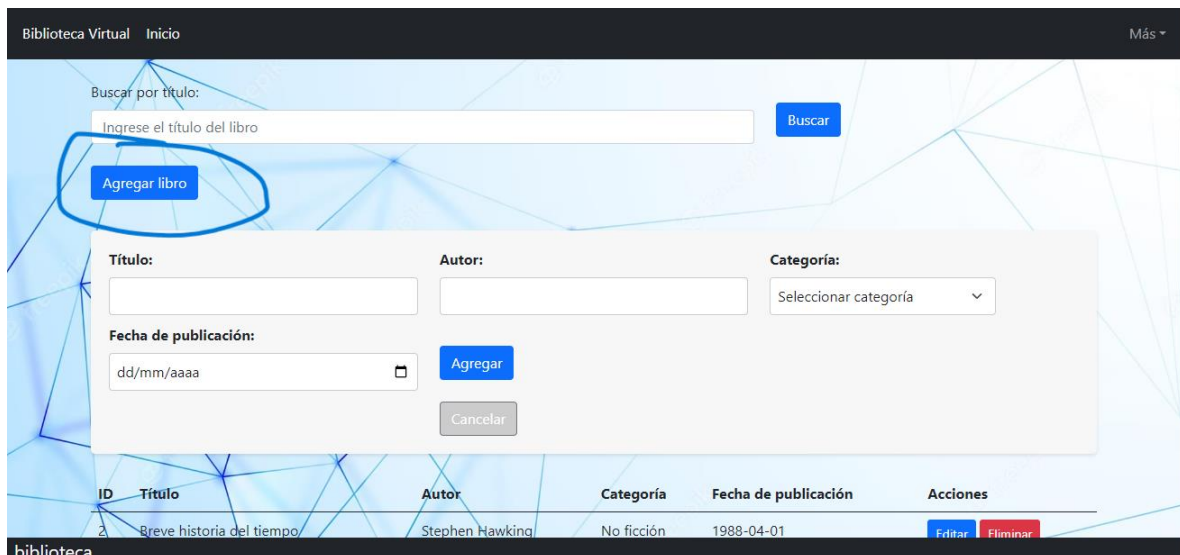 Biblioteca Virtual Inicio Más
Buscar por título:
Ingrese el título del libro Buscar
Agregar libro
Título: Autor: Categoría:
Seleccionar categoría
Fecha de publicación:
dd/mm/aaaa Agregar
Cancelar
ID Título Autor Categoría Fecha de publicación Acciones
2 Breve historia del tiempo Stephen Hawking No ficción 1988-04-01 Editar Eliminar
biblioteca